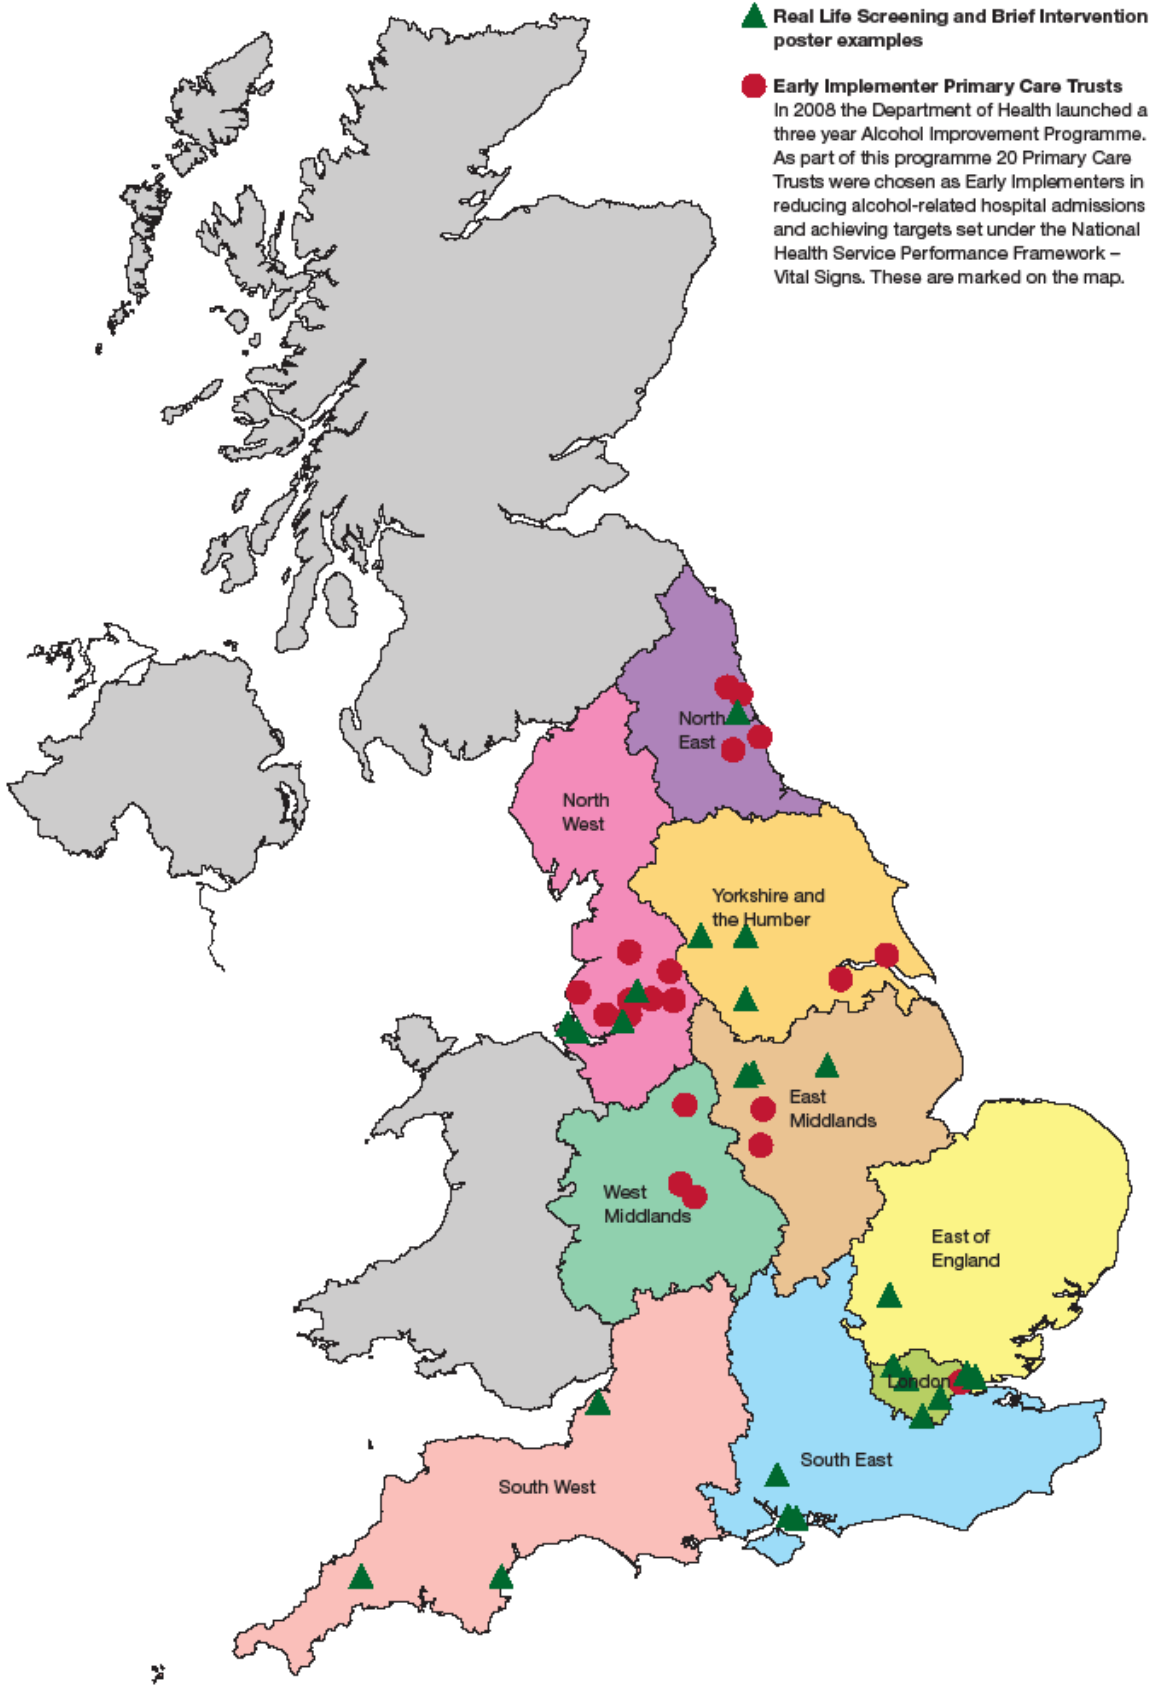 Real Life Screening and Brief Intervention
poster examples
Early Implementer Primary Care Trusts
In 2008 the Department of Health launched a
three year Alcohol Improvement Programme.
As part of this programme 20 Primary Care
Trusts were chosen as Early Implementers in
reducing alcohol-related hospital admissions
and achieving targets set under the National
Health Service Performance Framework –
Vital Signs. These are marked on the map.
North
East
North
West
Yorkshire and
the Humber
East
Middlands
West
Middlands
East of
England
London
South East
South West